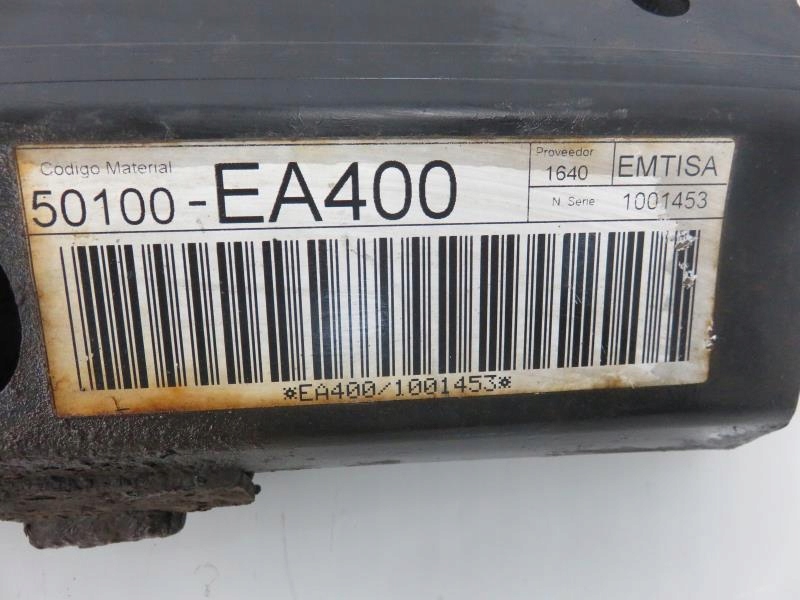 Codigo Material
50100-EA400
Proveedor
1640
EMTISA
N. Serie
1001453
*EA400/1001453*